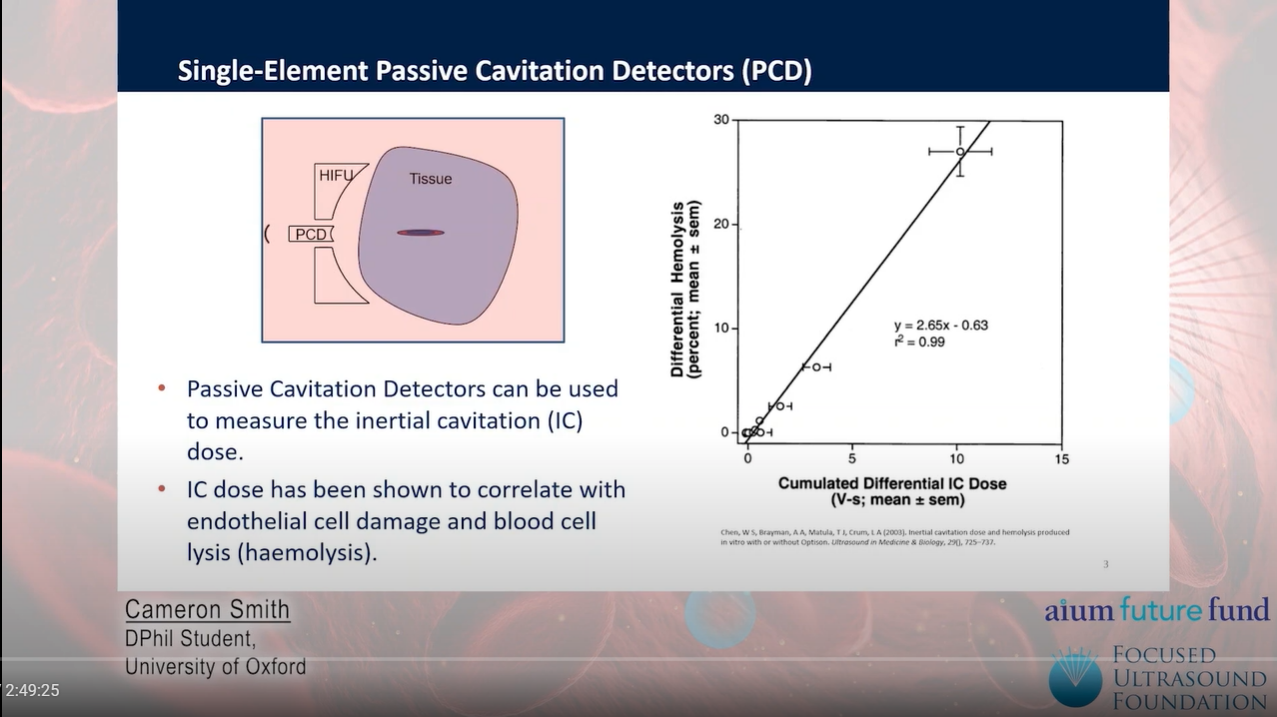 Single-Element Passive Cavitation Detectors (PCD)
HIFU
Tissue
PCD
• Passive Cavitation Detectors can be used
to measure the inertial cavitation (IC)
dose.
• IC dose has been shown to correlate with
endothelial cell damage and blood cell
lysis (haemolysis).
30
20
10
0
Differential Hemolysis
(percent; mean ± sem)
y = 2.65x - 0.63
r² = 0.99
0 5 10 15
Cumulated Differential IC Dose
(V-s; mean ± sem)
Chen, W S, Brayman, A A, Matula, T J, Crum, L A (2003). Inertial cavitation dose and hemolysis produced
in vitro with or without Optison. Ultrasound in Medicine & Biology, 29(), 725–737.
3
Cameron Smith
DPhil Student,
University of Oxford
/ 2:49:25
aium future fund
FOCUSED
ULTRASOUND
FOUNDATION